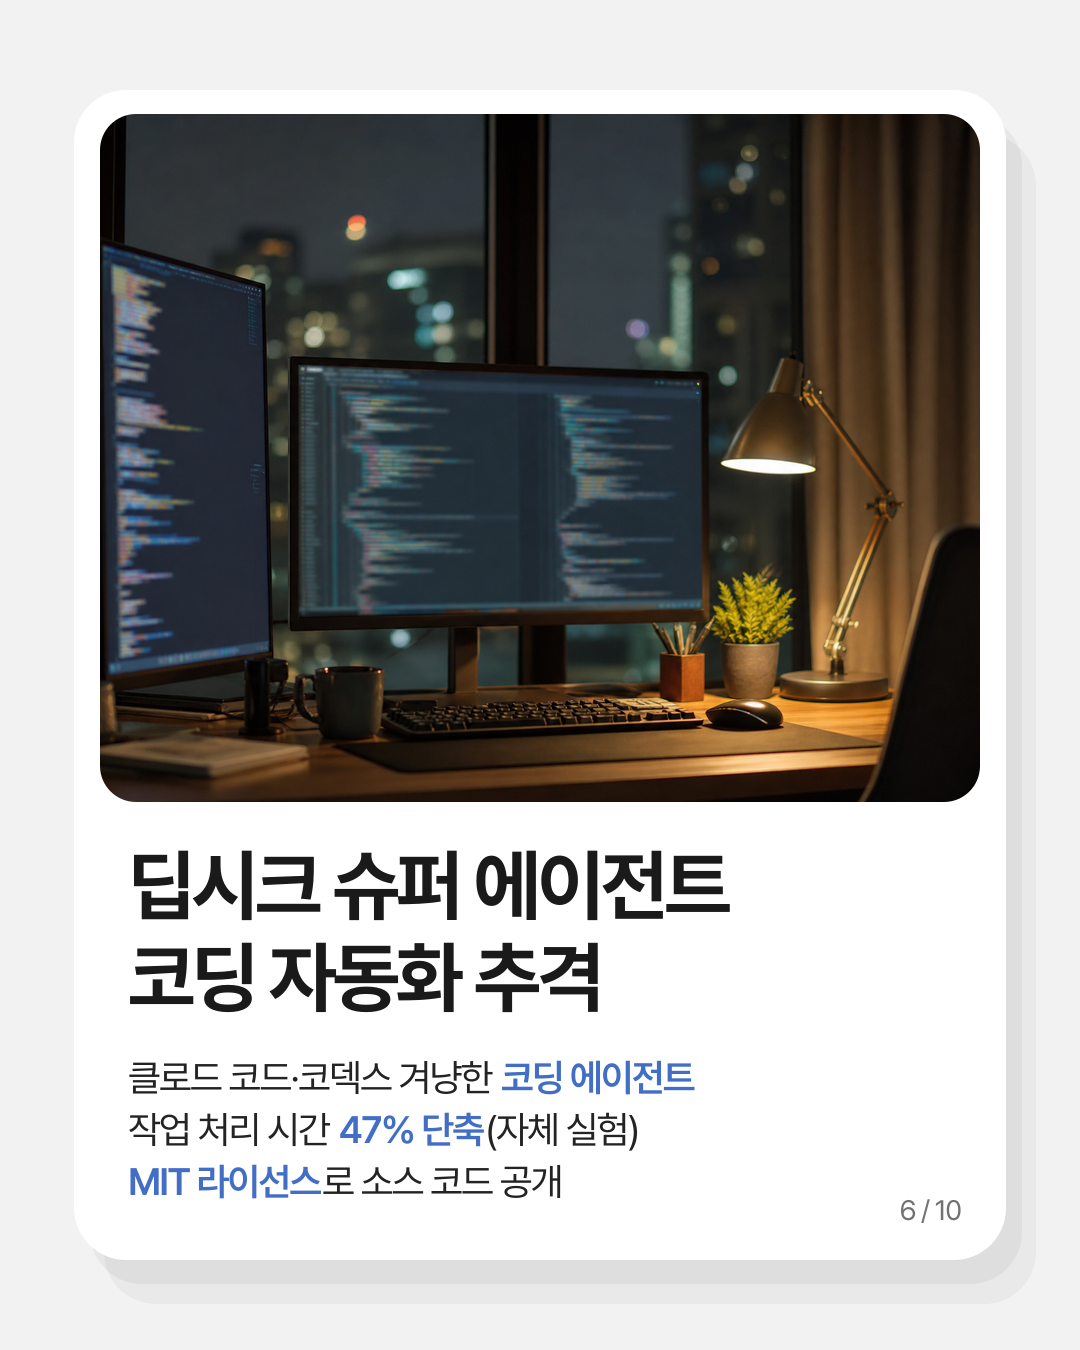 딥시크 슈퍼 에이전트
코딩 자동화 추격
클로드 코드·코덱스 겨냥한 코딩 에이전트
작업 처리 시간 47% 단축(자체 실험)
MIT 라이선스로 소스 코드 공개
6 / 10